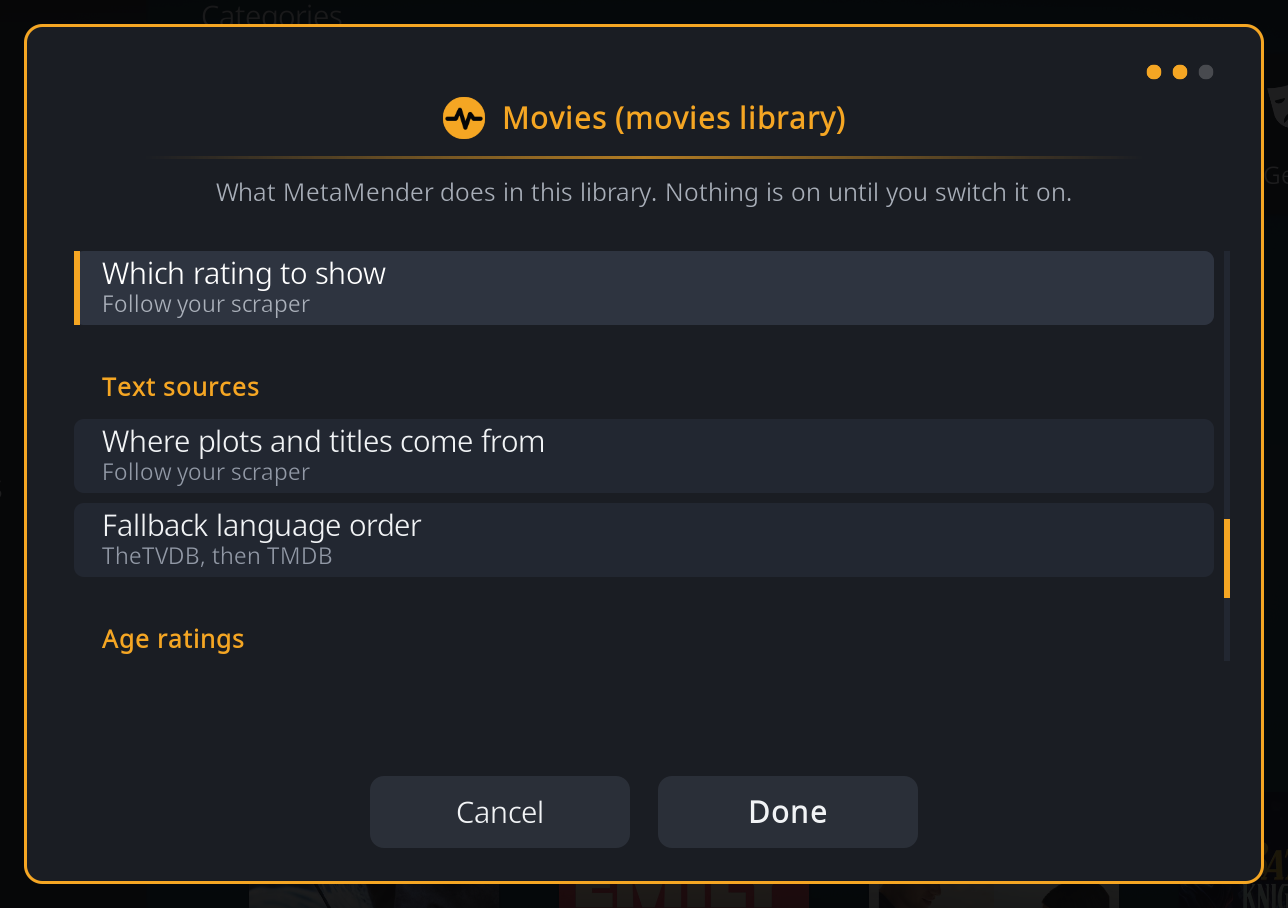 Categories
Movies (movies library)
What MetaMender does in this library. Nothing is on until you switch it on.
Which rating to show
Follow your scraper
Text sources
Where plots and titles come from
Follow your scraper
Fallback language order
TheTVDB, then TMDB
Age ratings
Cancel
Done